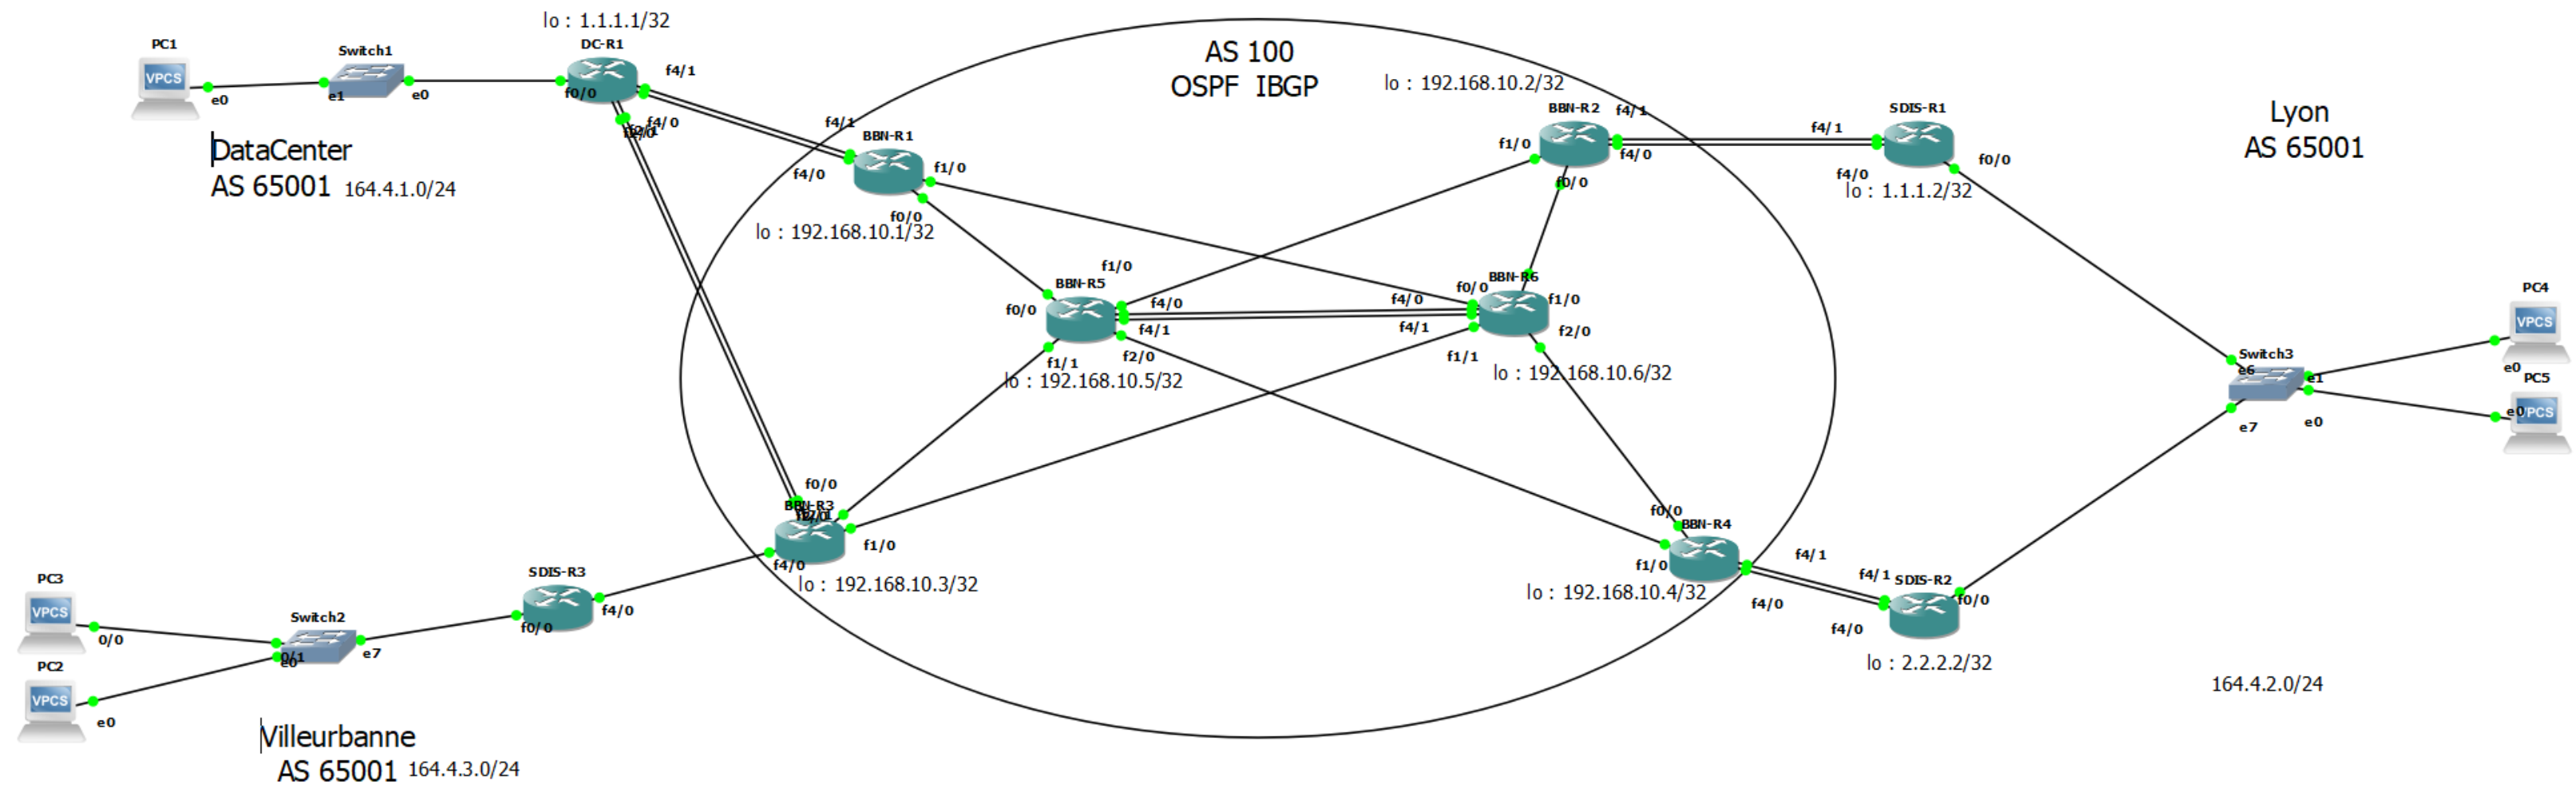 lo : 1.1.1.1/32
PC1
Switch1
DC-R1
VPCS
e0
e1
e0
f0/0
f4/1
f4/0
DataCenter
AS 65001
164.4.1.0/24
AS 100
OSPF IBGP
f4/1
BBN-R1
f4/0
f1/0
f0/0
lo : 192.168.10.1/32
lo : 192.168.10.2/32
BBN-R2
f4/1
f1/0
f4/0
f0/0
SDIS-R1
f4/1
f4/0
f0/0
lo : 1.1.1.2/32
Lyon
AS 65001
f1/0
BBN-R5
f0/0
f4/0
f4/1
f1/1
f2/0
lo : 192.168.10.5/32
BBN-R6
f0/0
f4/0
f1/0
f4/1
f2/0
f1/1
lo : 192.168.10.6/32
PC4
VPCS
e0
Switch3
e6
e1
PC5
e0
VPCS
e7
e0
f0/0
BBN-R3
f1/0
f4/0
lo : 192.168.10.3/32
SDIS-R3
f0/0
f4/0
PC3
VPCS
0/0
Switch2
0/1
e0
e7
PC2
VPCS
e0
Villeurbanne
AS 65001
164.4.3.0/24
f0/0
BBN-R4
f1/0
f4/1
f4/0
lo : 192.168.10.4/32
f4/1
SDIS-R2
f0/0
f4/0
lo : 2.2.2.2/32
164.4.2.0/24